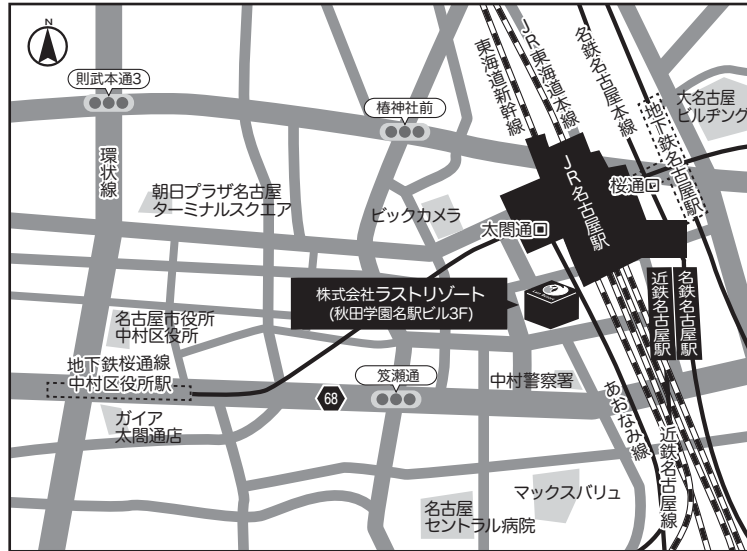 N
則武本通3
椿神社前
東海道新幹線
JR東海道本線
名鉄名古屋本線
大名古屋
ビルヂング
地下鉄名古屋駅
環状線
朝日プラザ名古屋
ターミナルスクエア
ビックカメラ
太閤通口
JR名古屋駅
桜通口
株式会社ラストリゾート
(秋田学園名駅ビル3F)
近鉄名古屋駅
名鉄名古屋駅
名古屋市役所
中村区役所
地下鉄桜通線
中村区役所駅
68
笈瀬通
中村警察署
あおなみ線
近鉄名古屋線
ガイア
太閤通店
名古屋
セントラル病院
マックスバリュ